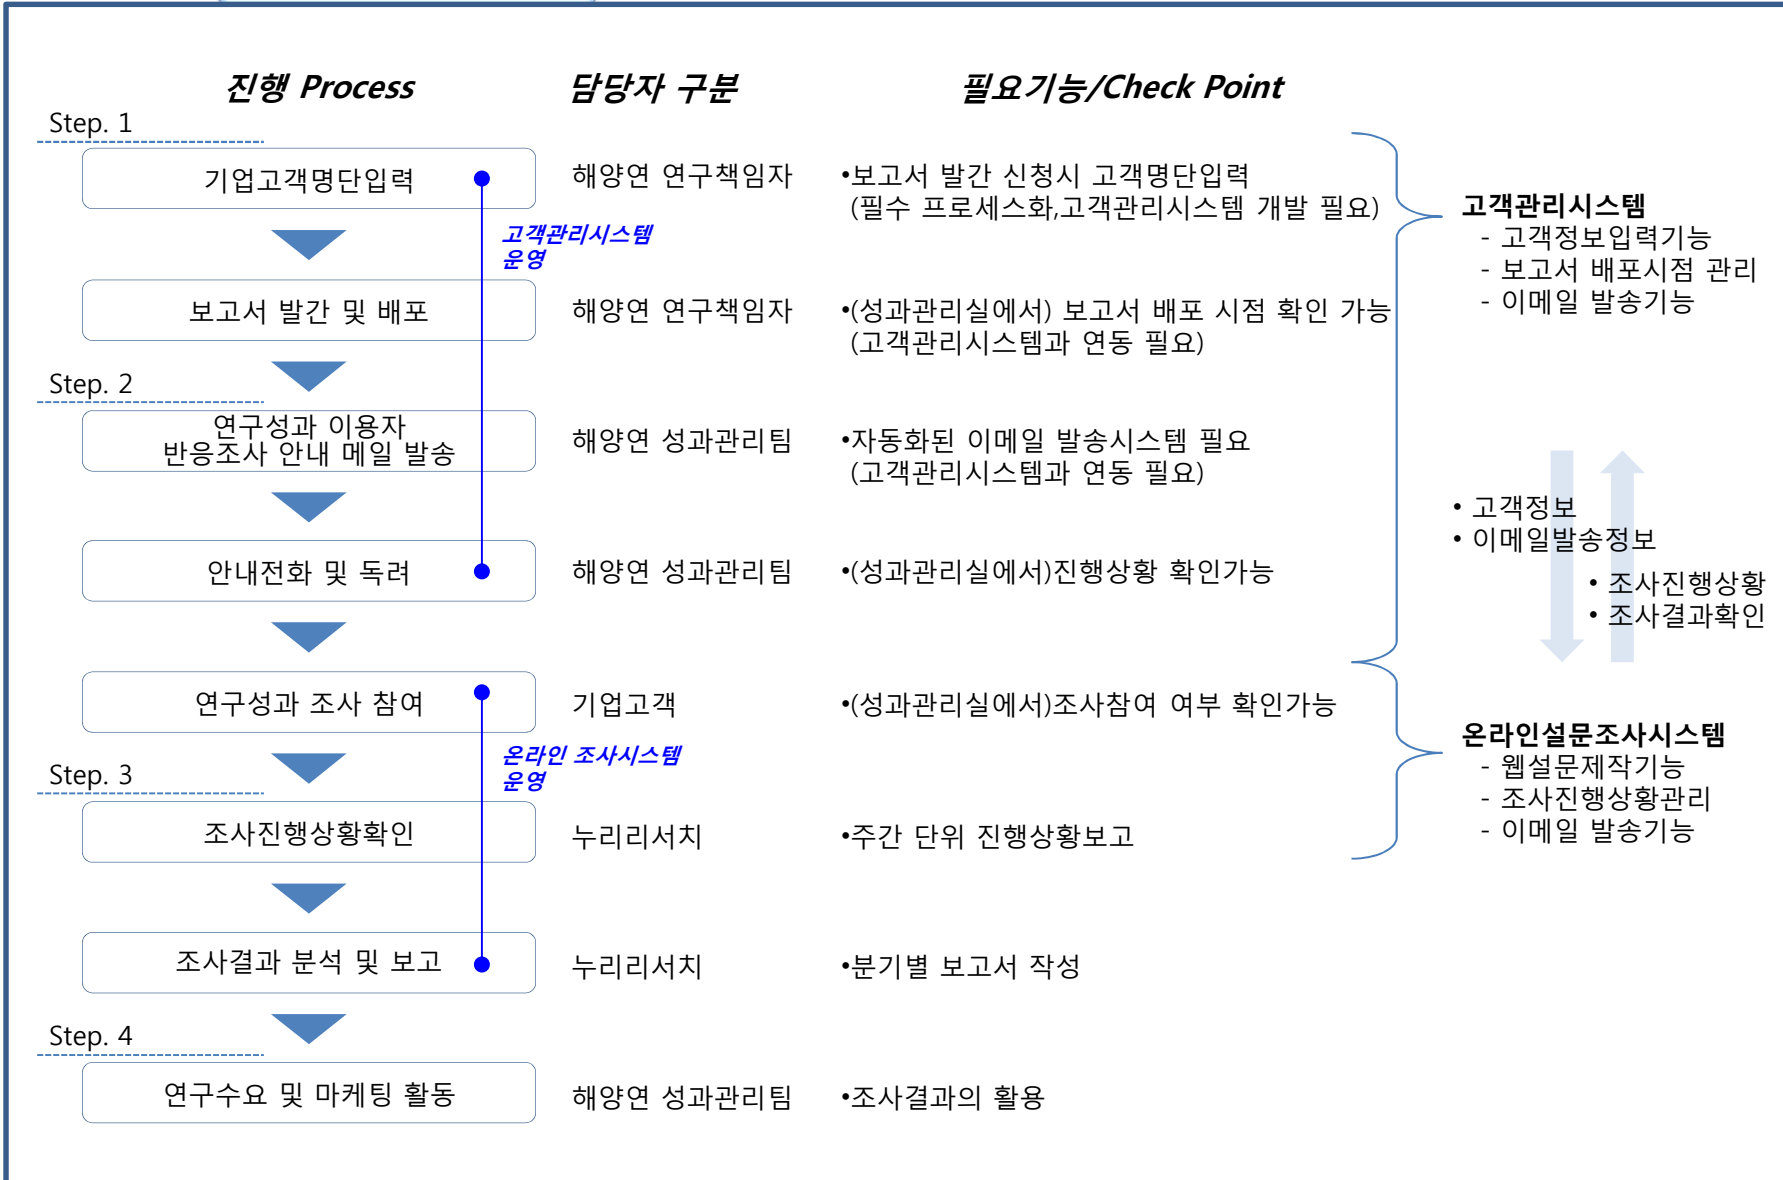 진행 Process
담당자 구분
필요기능/Check Point
Step. 1
기업고객명단입력
해양연 연구책임자
•보고서 발간 신청시 고객명단입력
(필수 프로세스화,고객관리시스템 개발 필요)
고객관리시스템
운영
보고서 발간 및 배포
해양연 연구책임자
•(성과관리실에서) 보고서 배포 시점 확인 가능
(고객관리시스템과 연동 필요)
Step. 2
연구성과 이용자
반응조사 안내 메일 발송
해양연 성과관리팀
•자동화된 이메일 발송시스템 필요
(고객관리시스템과 연동 필요)
안내전화 및 독려
해양연 성과관리팀
•(성과관리실에서)진행상황 확인가능
연구성과 조사 참여
기업고객
•(성과관리실에서)조사참여 여부 확인가능
온라인 조사시스템
운영
Step. 3
조사진행상황확인
누리리서치
•주간 단위 진행상황보고
조사결과 분석 및 보고
누리리서치
•분기별 보고서 작성
Step. 4
연구수요 및 마케팅 활동
해양연 성과관리팀
•조사결과의 활용
고객관리시스템
- 고객정보입력기능
- 보고서 배포시점 관리
- 이메일 발송기능
• 고객정보
• 이메일발송정보
• 조사진행상황
• 조사결과확인
온라인설문조사시스템
- 웹설문제작기능
- 조사진행상황관리
- 이메일 발송기능